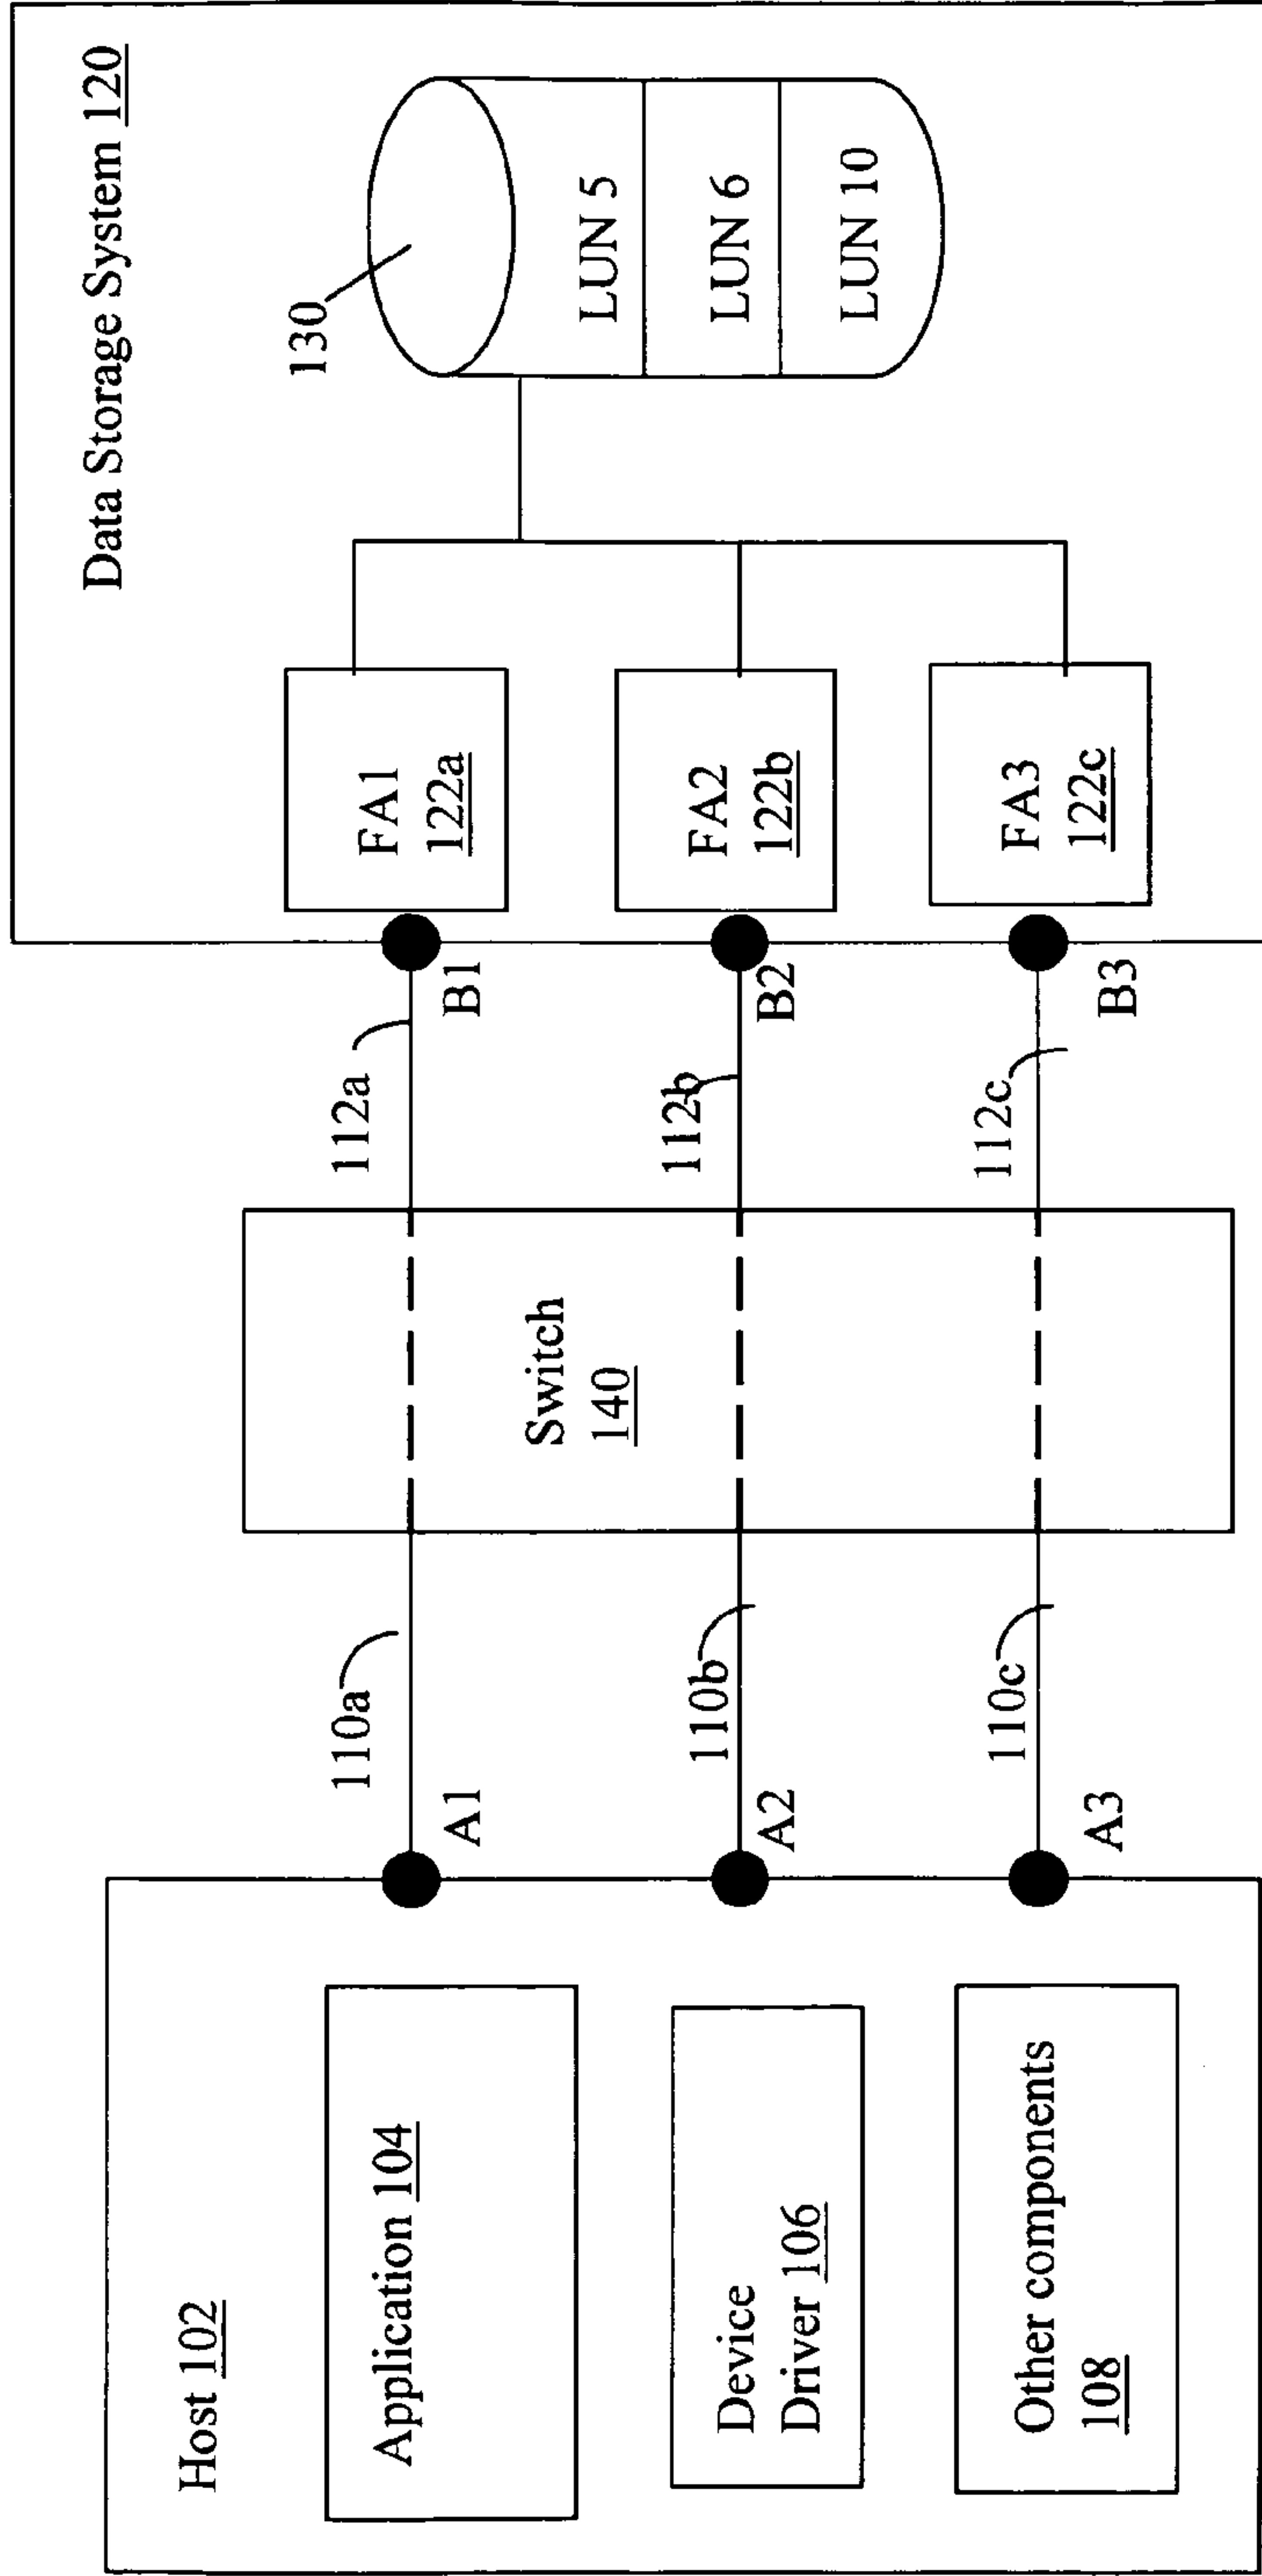 Host 102
Application 104
Device
Driver 106
Other components
108
A1
A2
A3
110a
110b
110c
Switch
140
112a
112b
112c
B1
B2
B3
Data Storage System 120
FA1
122a
FA2
122b
FA3
122c
130
LUN 5
LUN 6
LUN 10